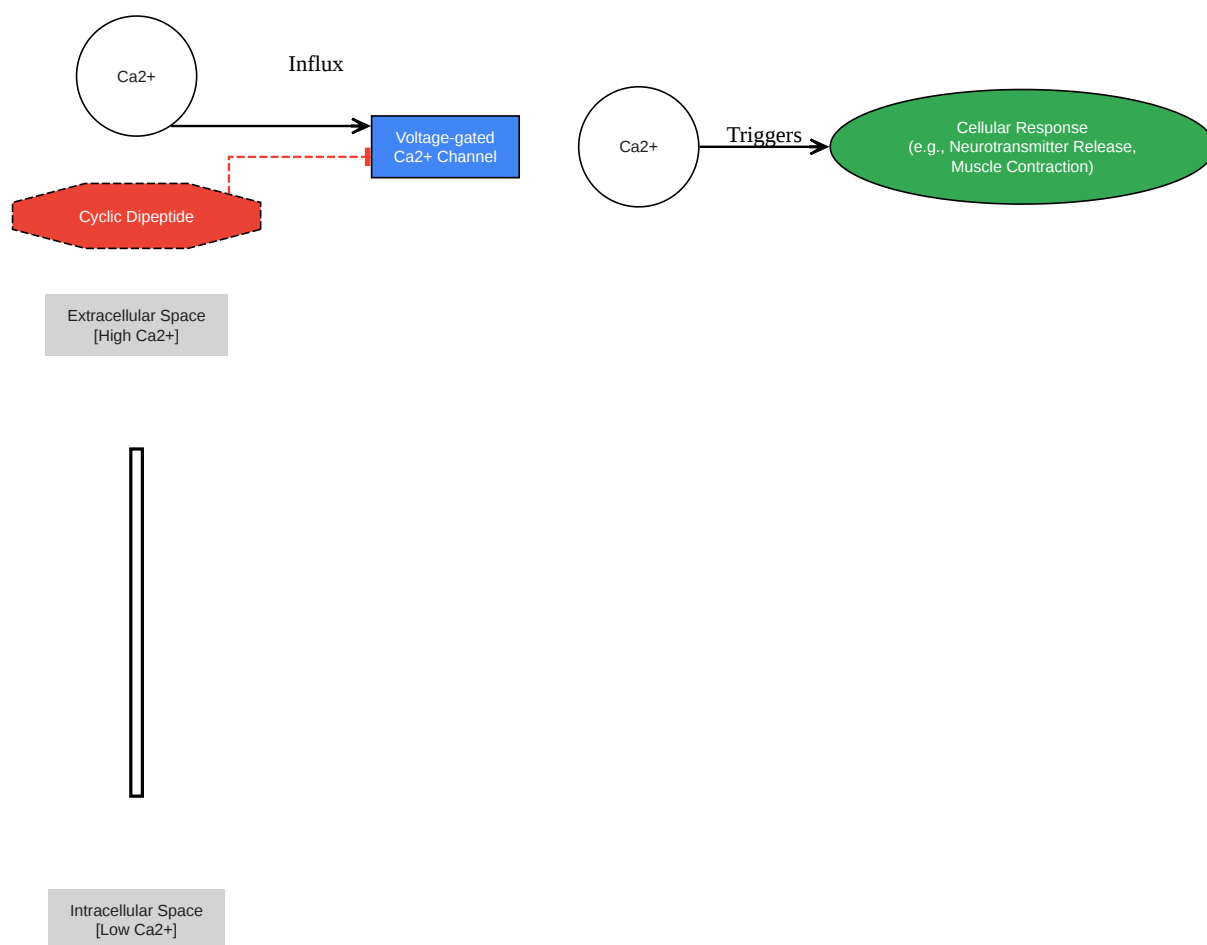 Ca2+
Influx
Voltage-gated
Ca2+ Channel
Cyclic Dipeptide
Ca2+
Triggers
Cellular Response
(e.g., Neurotransmitter Release,
Muscle Contraction)
Extracellular Space
[High Ca2+]
Intracellular Space
[Low Ca2+]